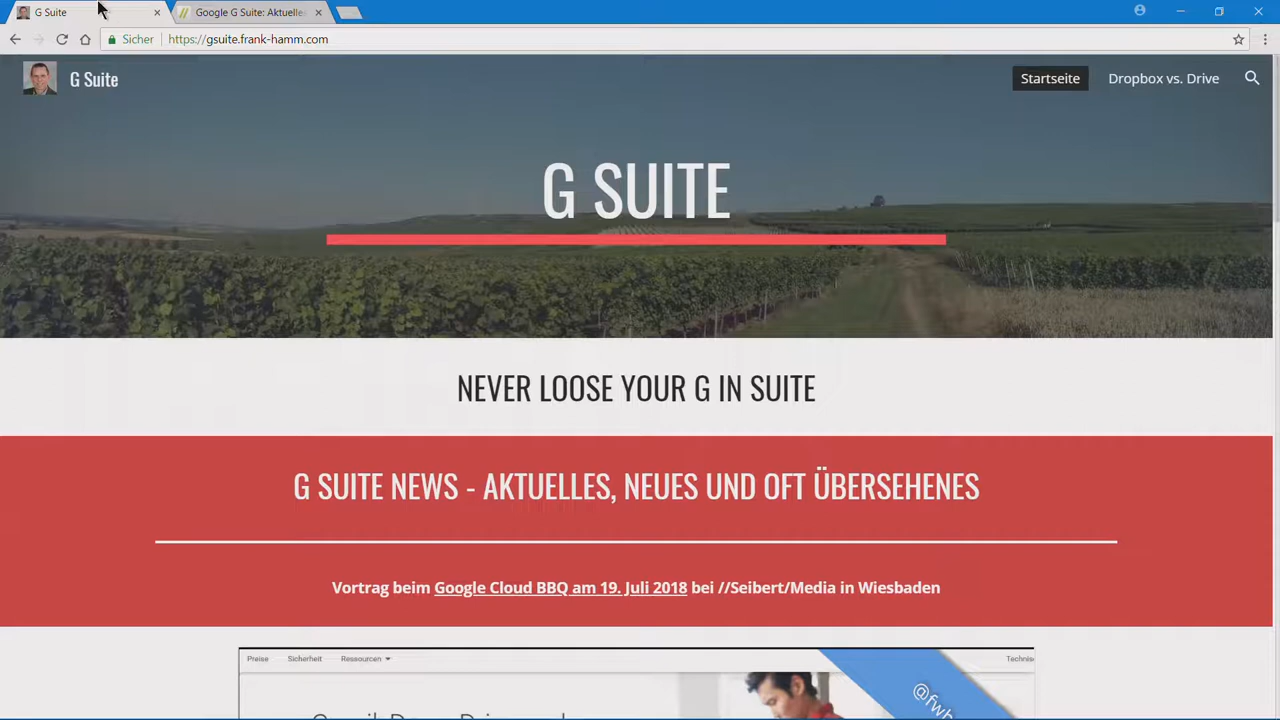 G Suite
Google G Suite: Aktuelle
Sicher
https://gsuite.frank-hamm.com
G Suite
Startseite
Dropbox vs. Drive
G SUITE
NEVER LOOSE YOUR G IN SUITE
G SUITE NEWS - AKTUELLES, NEUES UND OFT ÜBERSEHENES
Vortrag beim Google Cloud BBQ am 19. Juli 2018 bei //Seibert/Media in Wiesbaden
Preise
Sicherheit
Ressourcen